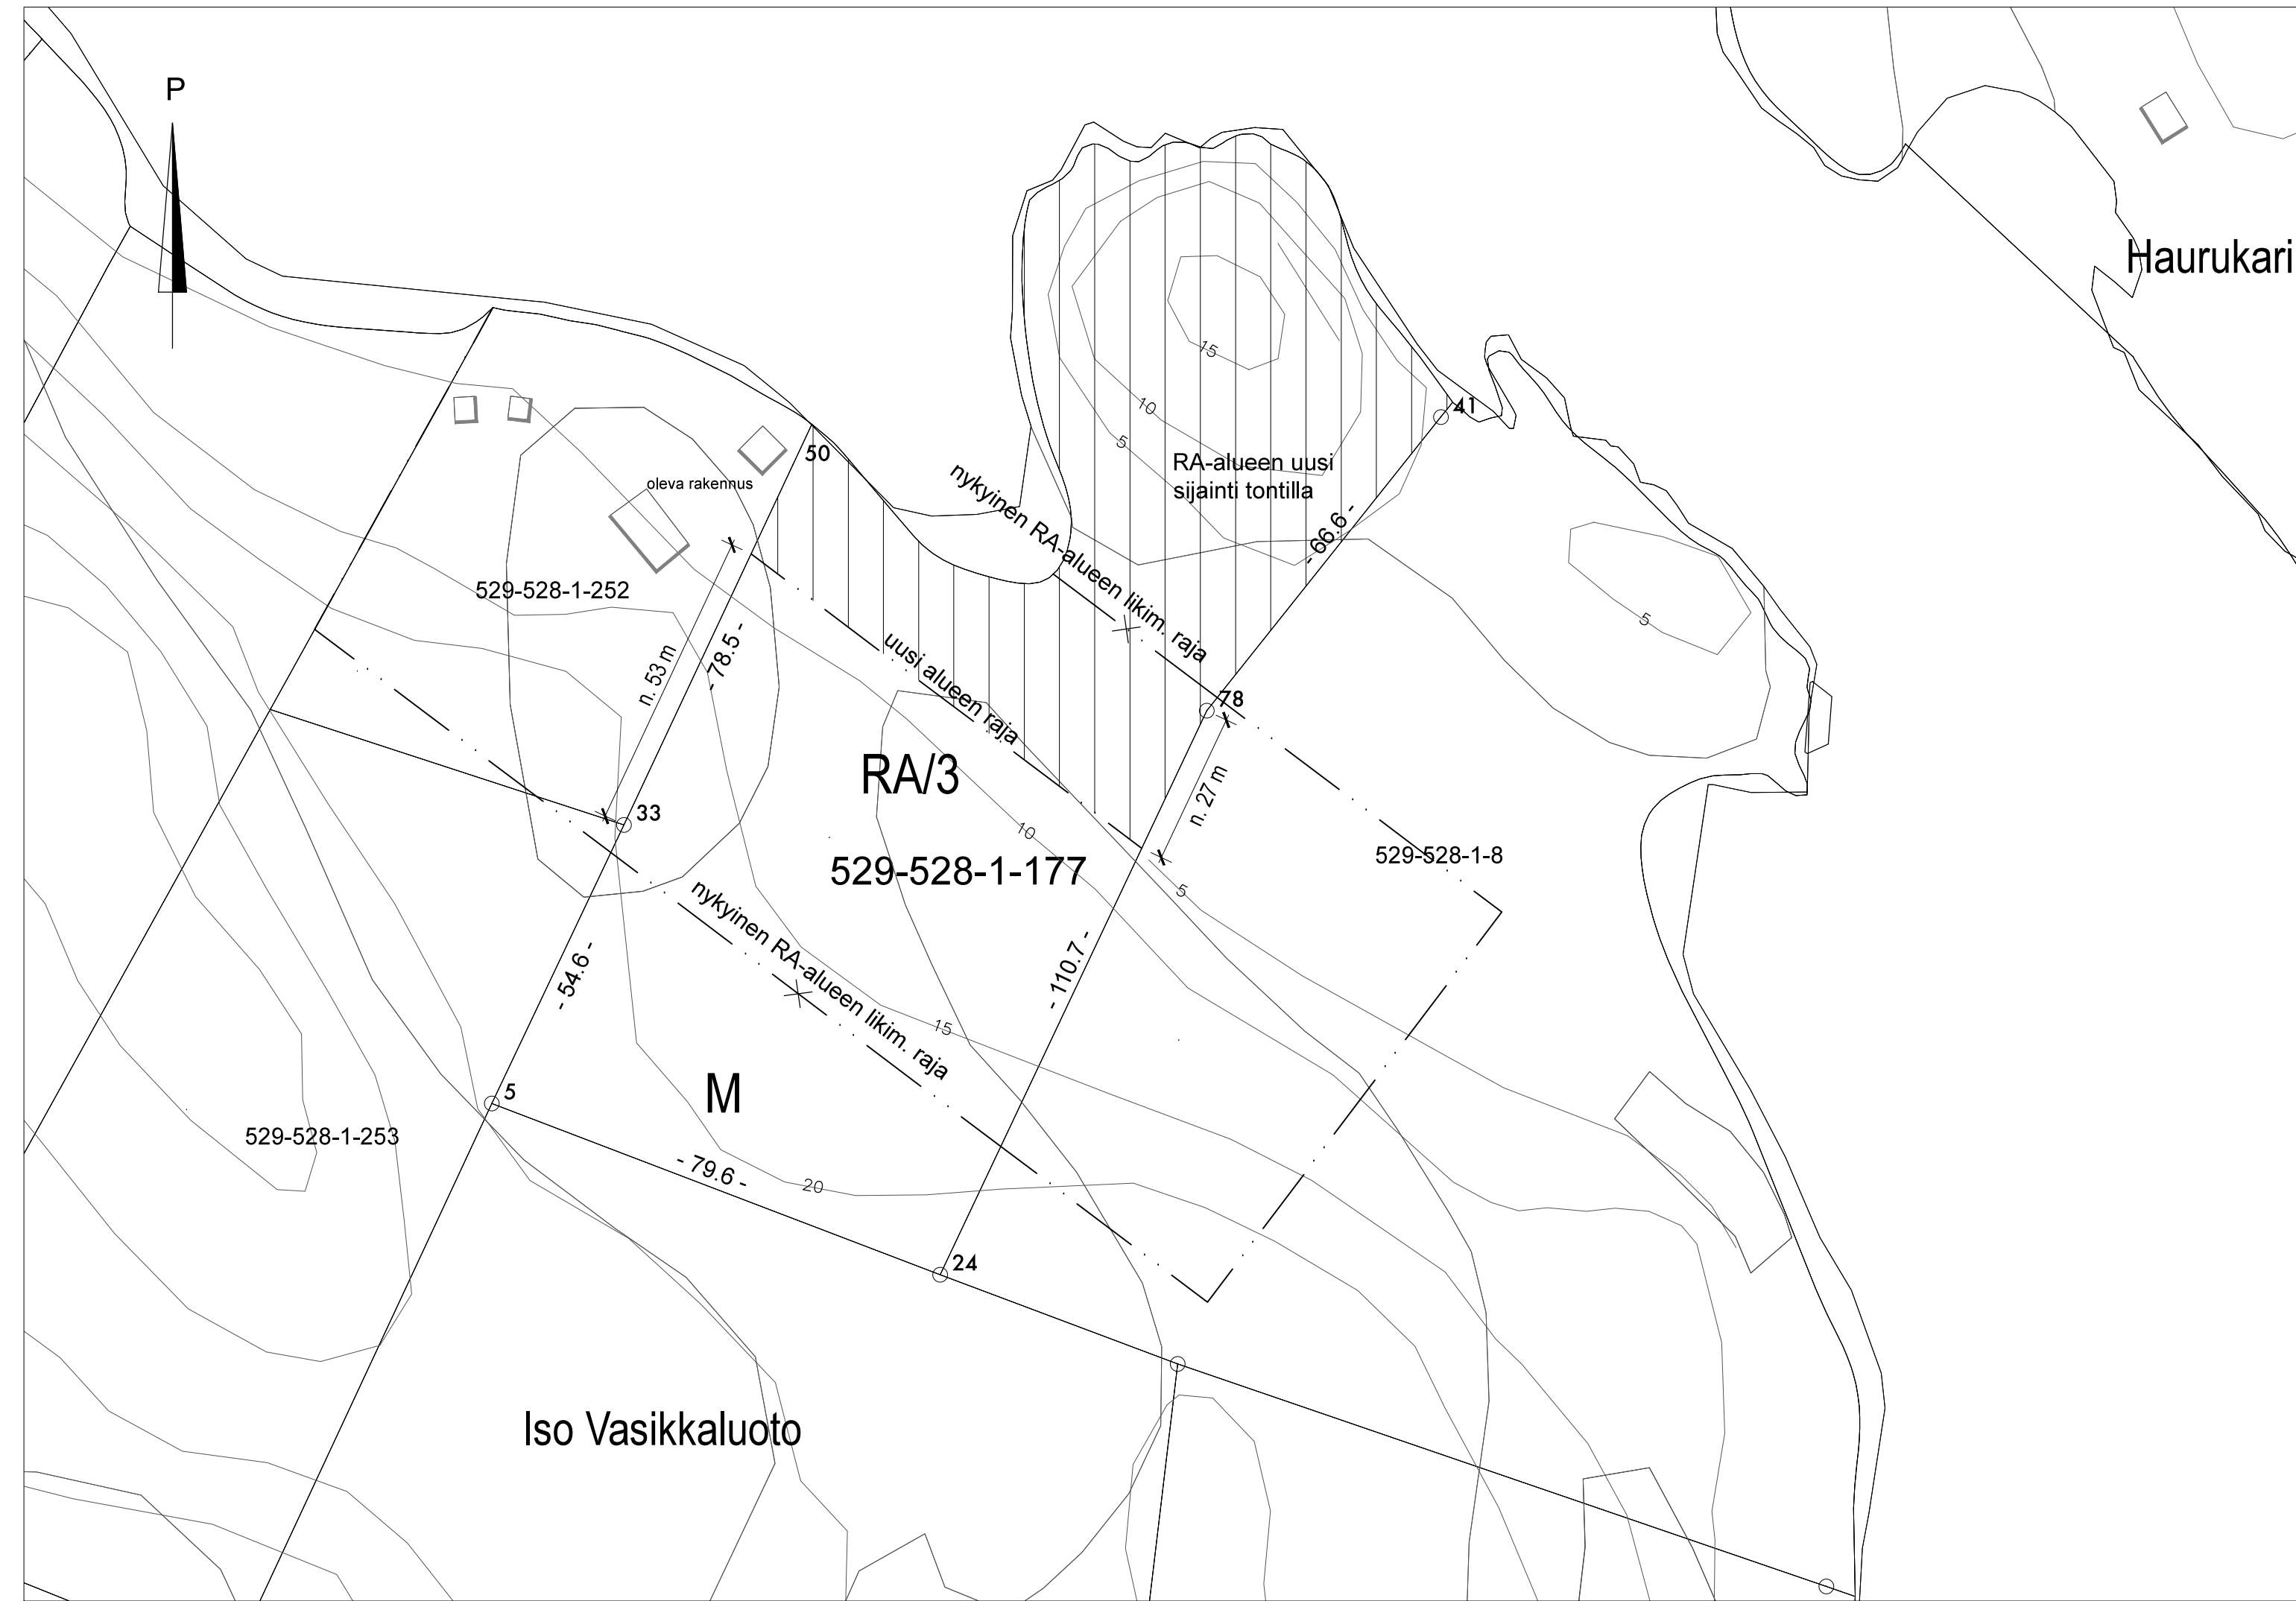 P
Haurukari
15
10
5
41
RA-alueen uusi
sijainti tontilla
50
oleva rakennus
nykyinen RA-alueen likim. raja
- 66.6 -
529-528-1-252
5
n. 53 m
- 78.5 -
uusi alueen raja
78
RA/3
n. 27 m
33
10
529-528-1-177
529-528-1-8
5
nykyinen RA-alueen likim. raja
- 54.6 -
- 110.7 -
15
5
M
529-528-1-253
- 79.6 -
20
24
Iso Vasikkaluoto